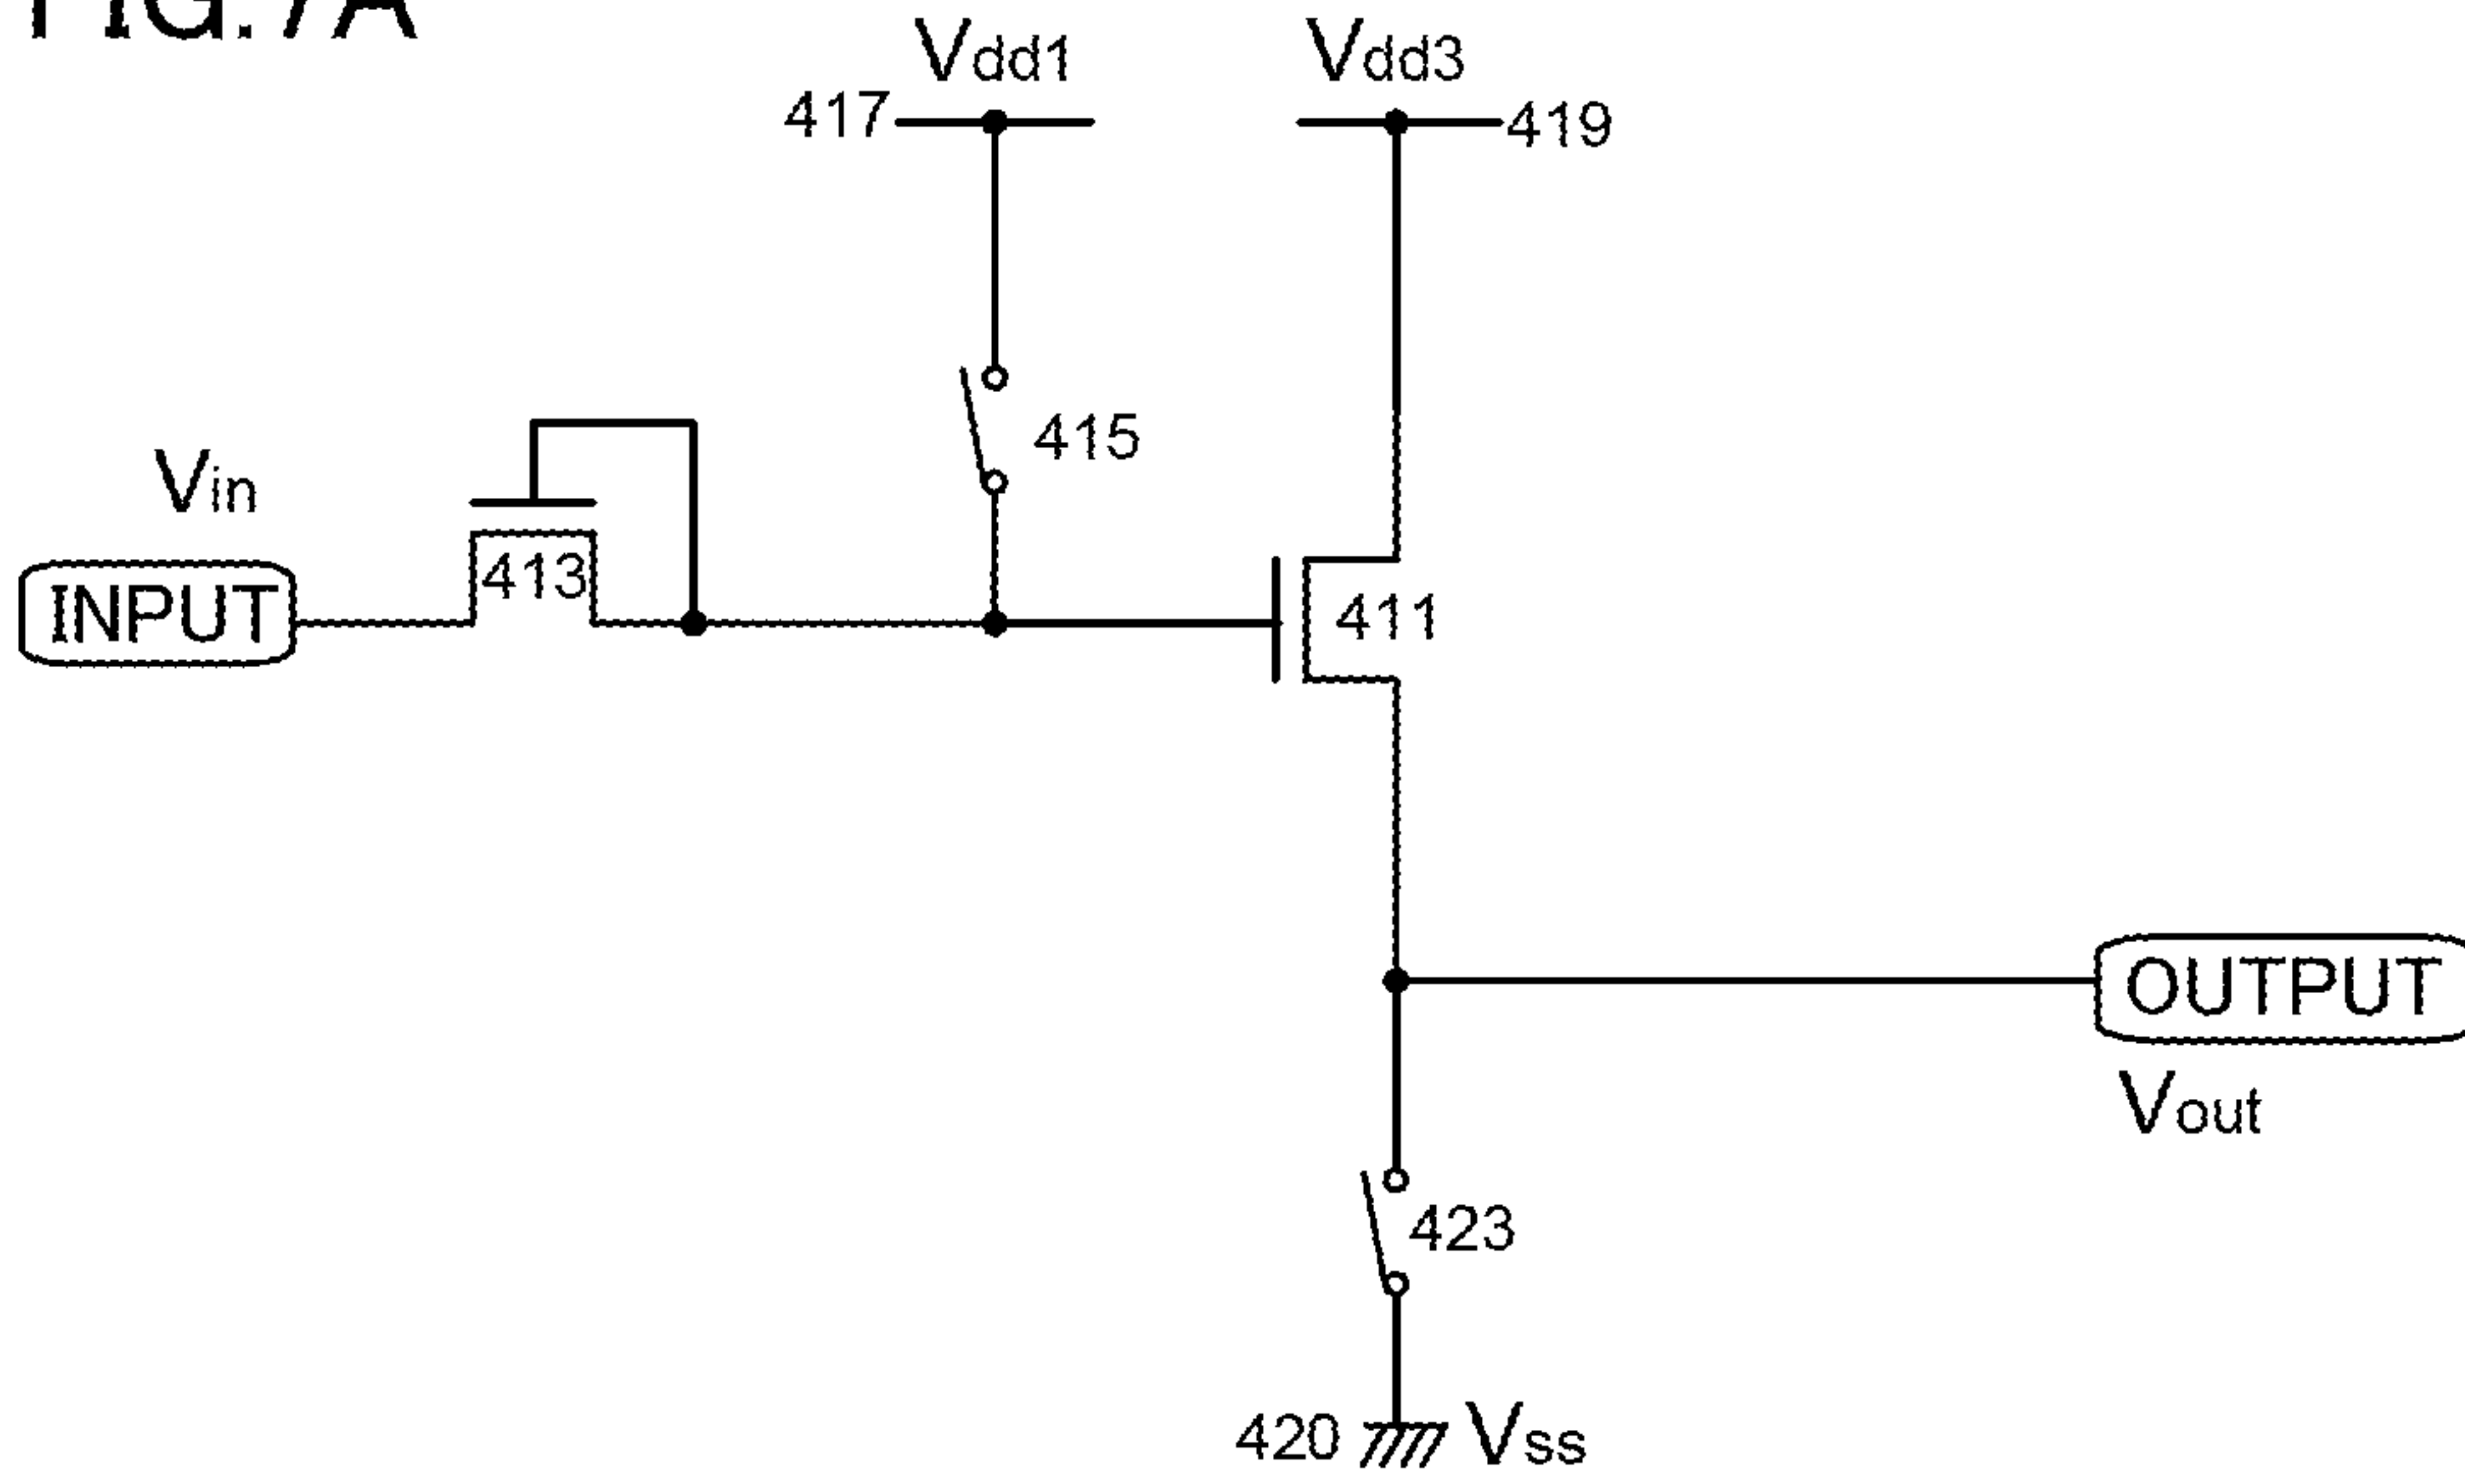 FIG.7A
Vdd1
Vdd3
417
419
415
Vin
413
INPUT
411
OUTPUT
Vout
423
420
Vss